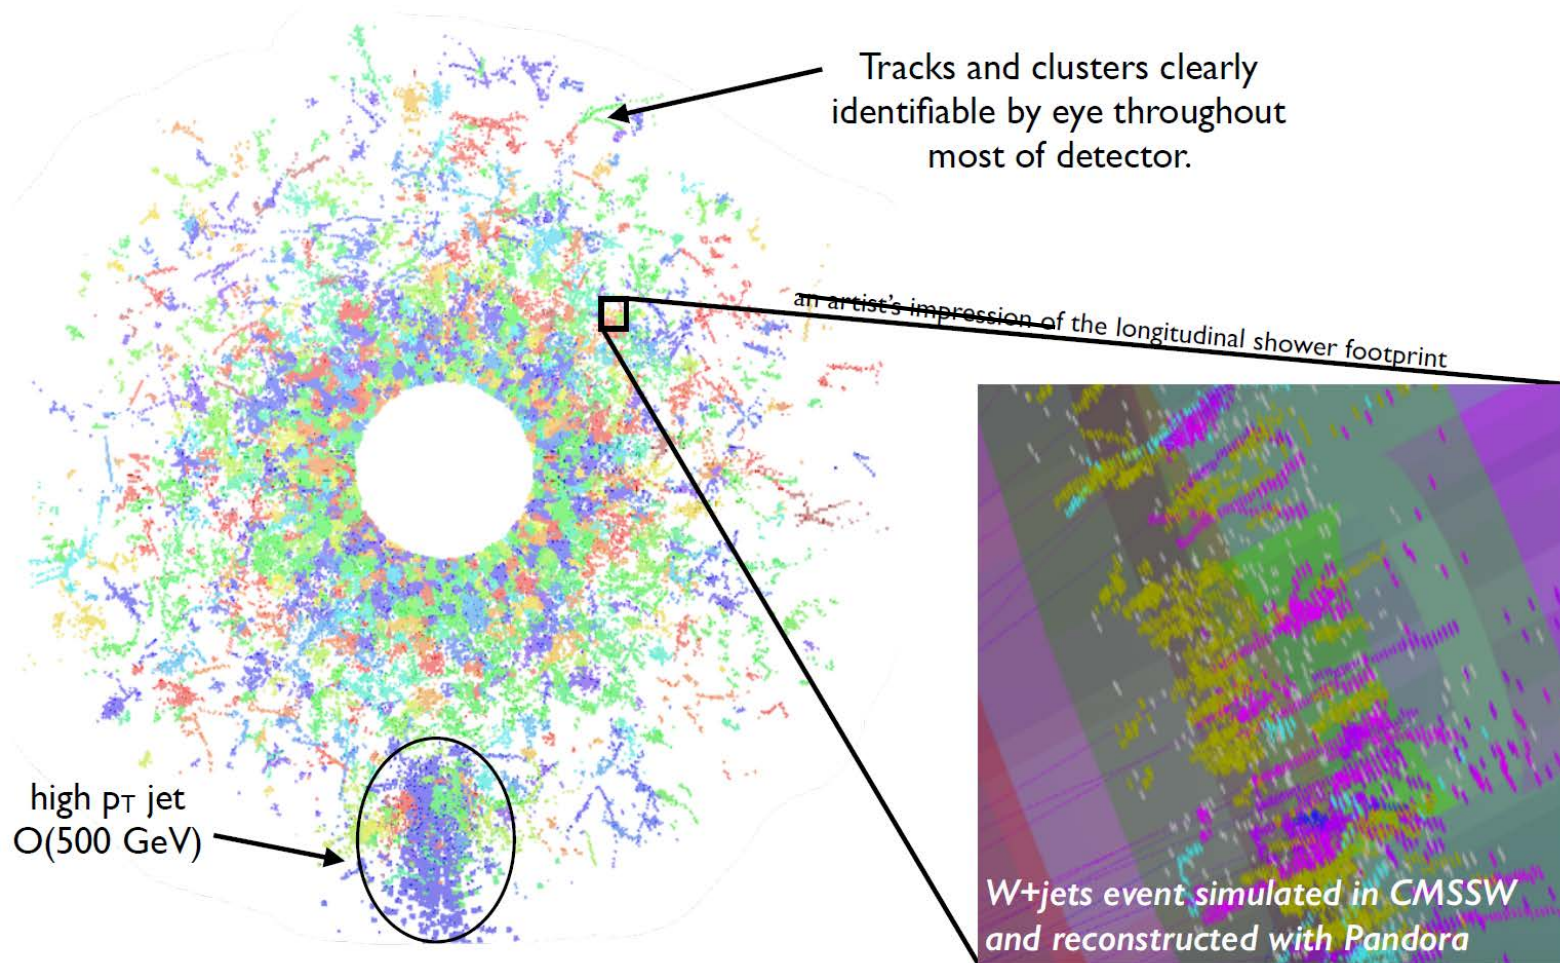 Tracks and clusters clearly
identifiable by eye throughout
most of detector.
an artist's impression of the longitudinal shower footprint
high pT jet
O(500 GeV)
W+jets event simulated in CMSSW
and reconstructed with Pandora